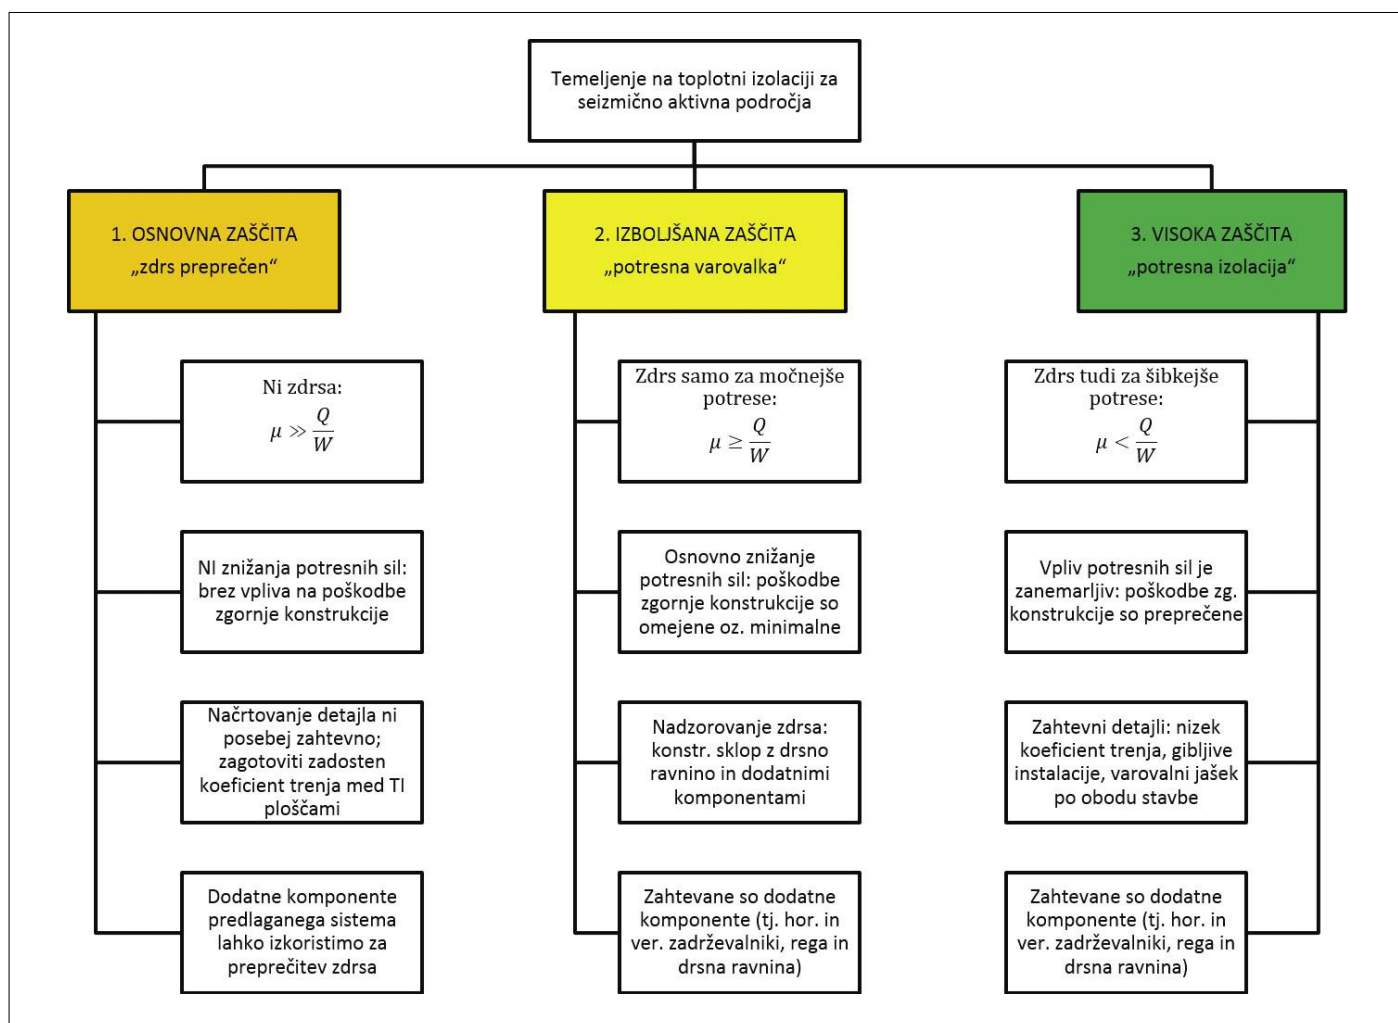 Temeljenje na toplotni izolaciji za
seizmično aktivna področja
1. OSNOVNA ZAŠČITA
„zdrs preprečen“
Ni zdrsa:
μ ≫ Q/W
NI znižanja potresnih sil:
brez vpliva na poškodbe
zgornje konstrukcije
Načrtovanje detajla ni
posebej zahtevno;
zagotoviti zadosten
koeficient trenja med TI
ploščami
Dodatne komponente
predlaganega sistema
lahko izkoristimo za
preprečitev zdrsa
2. IZBOLJŠANA ZAŠČITA
„potresna varovalka“
Zdrs samo za močnejše
potrese:
μ ≥ Q/W
Osnovno znižanje
potresnih sil: poškodbe
zgornje konstrukcije so
omejene oz. minimalne
Nadzorovanje zdrsa:
konstr. sklop z drsno
ravnino in dodatnimi
komponentami
Zahtevane so dodatne
komponente (tj. hor. in
ver. zadrževalniki, rega in
drsna ravnina)
3. VISOKA ZAŠČITA
„potresna izolacija“
Zdrs tudi za šibkejše
potrese:
μ < Q/W
Vpliv potresnih sil je
zanemarljiv: poškodbe zg.
konstrukcije so preprečene
Zahtevni detajli: nizek
koeficient trenja, gibljive
instalacije, varovalni jašek
po obodu stavbe
Zahtevane so dodatne
komponente (tj. hor. in
ver. zadrževalniki, rega in
drsna ravnina)